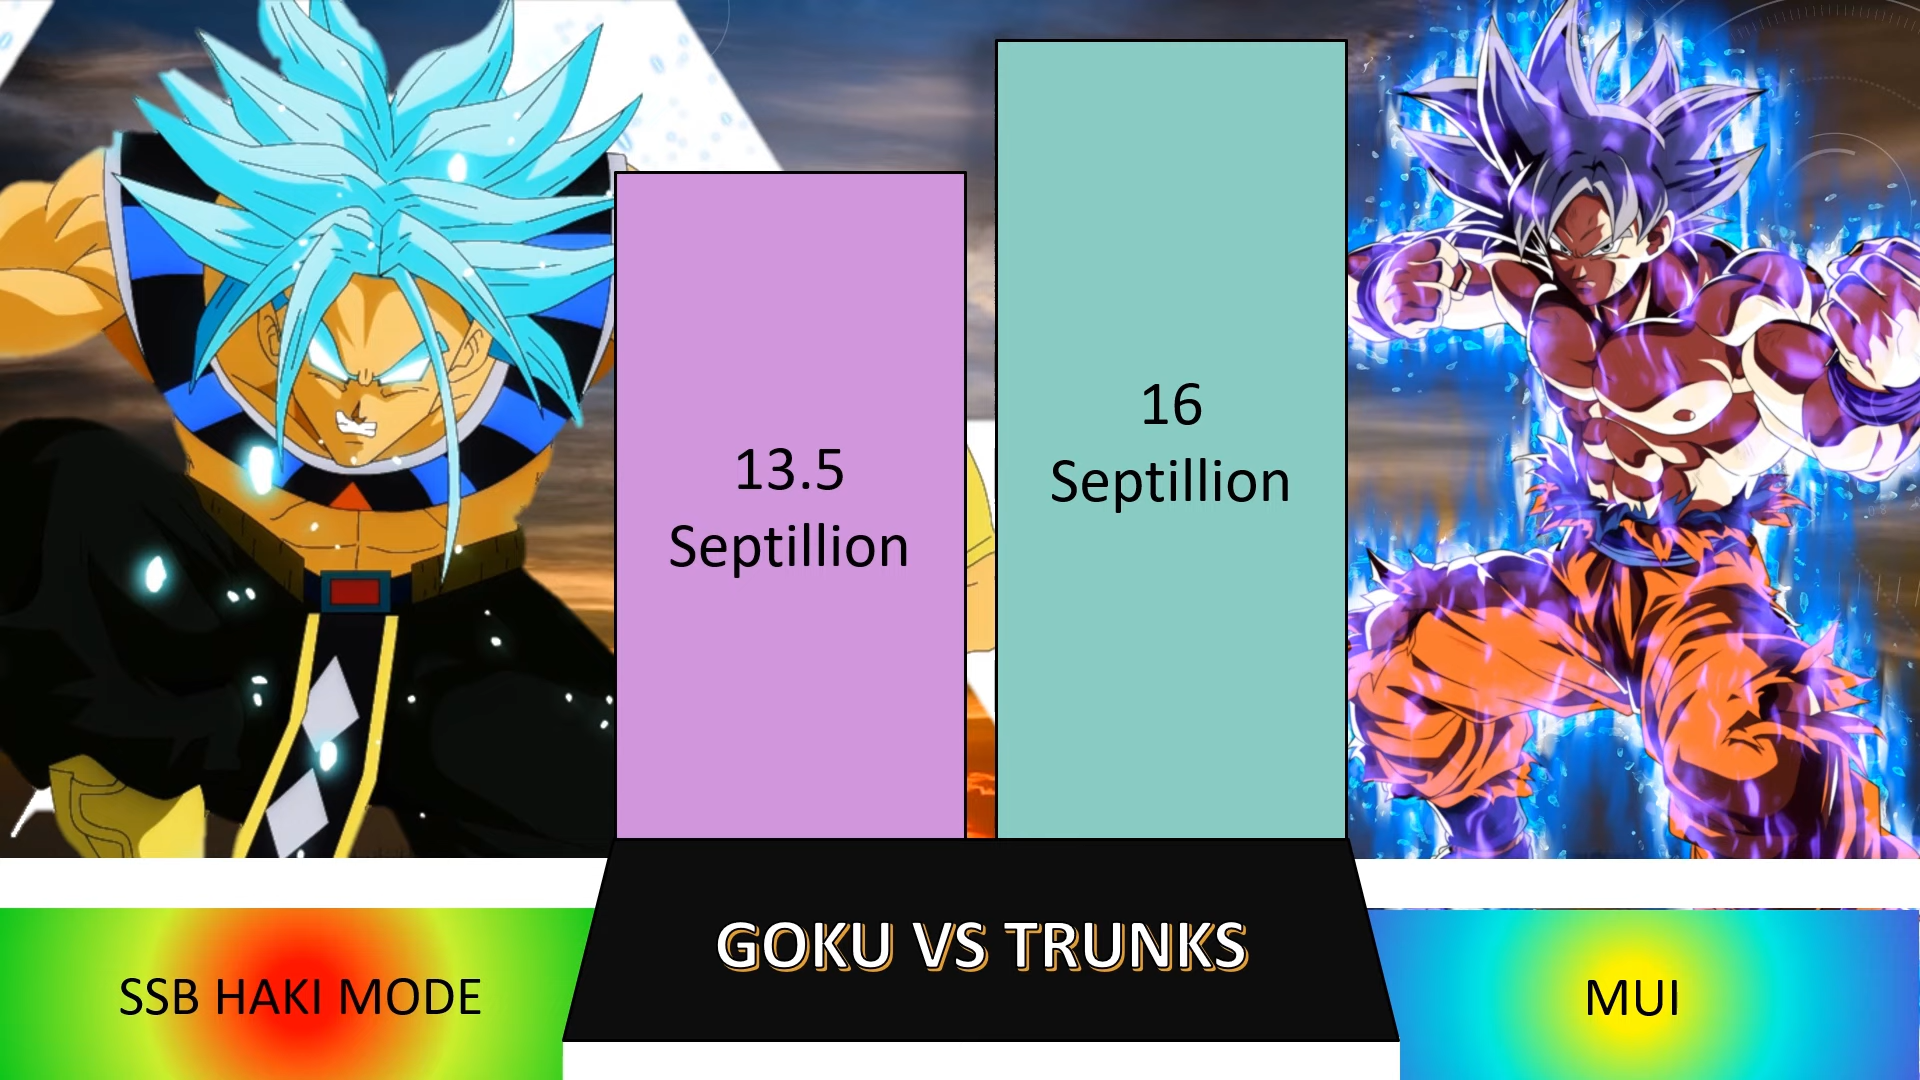 13.5
Septillion
16
Septillion
GOKU VS TRUNKS
SSB HAKI MODE
MUI